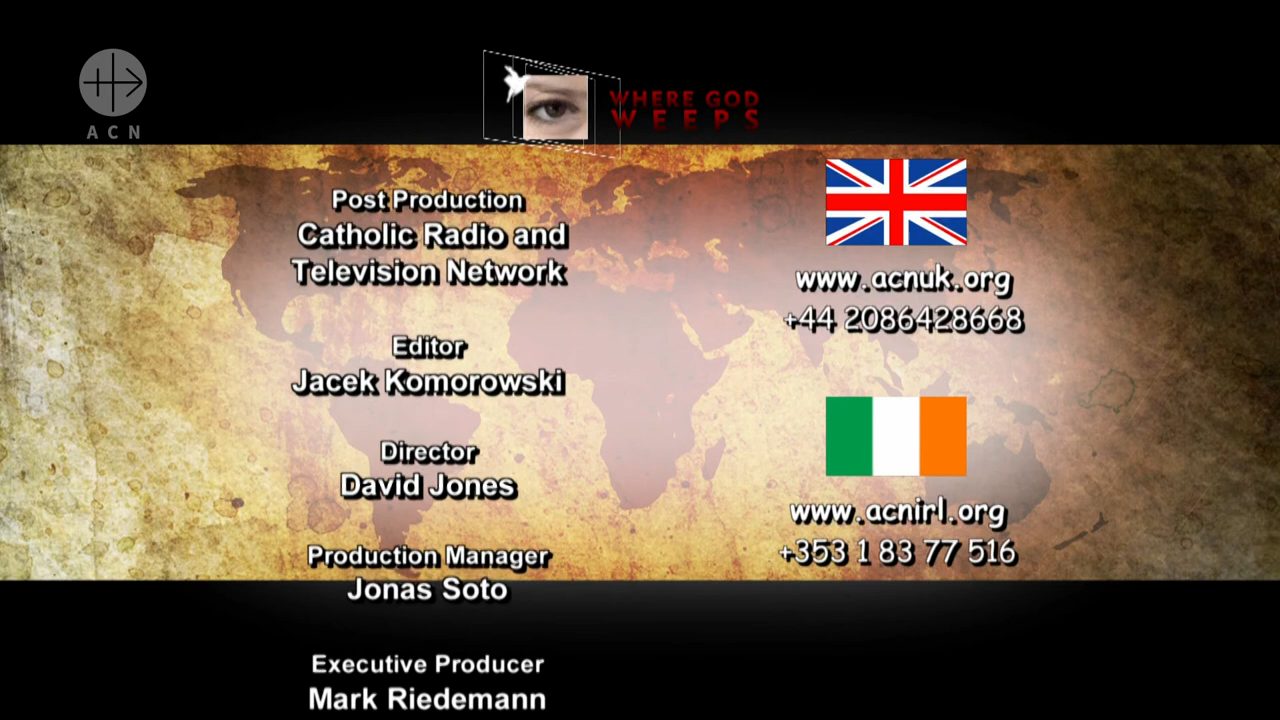 ACN
WHERE GOD
WEEPS
Post Production
Catholic Radio and
Television Network
Editor
Jacek Komorowski
Director
David Jones
Production Manager
Jonas Soto
Executive Producer
Mark Riedemann
www.acnuk.org
+44 2086428668
www.acnirl.org
+353 1 83 77 516